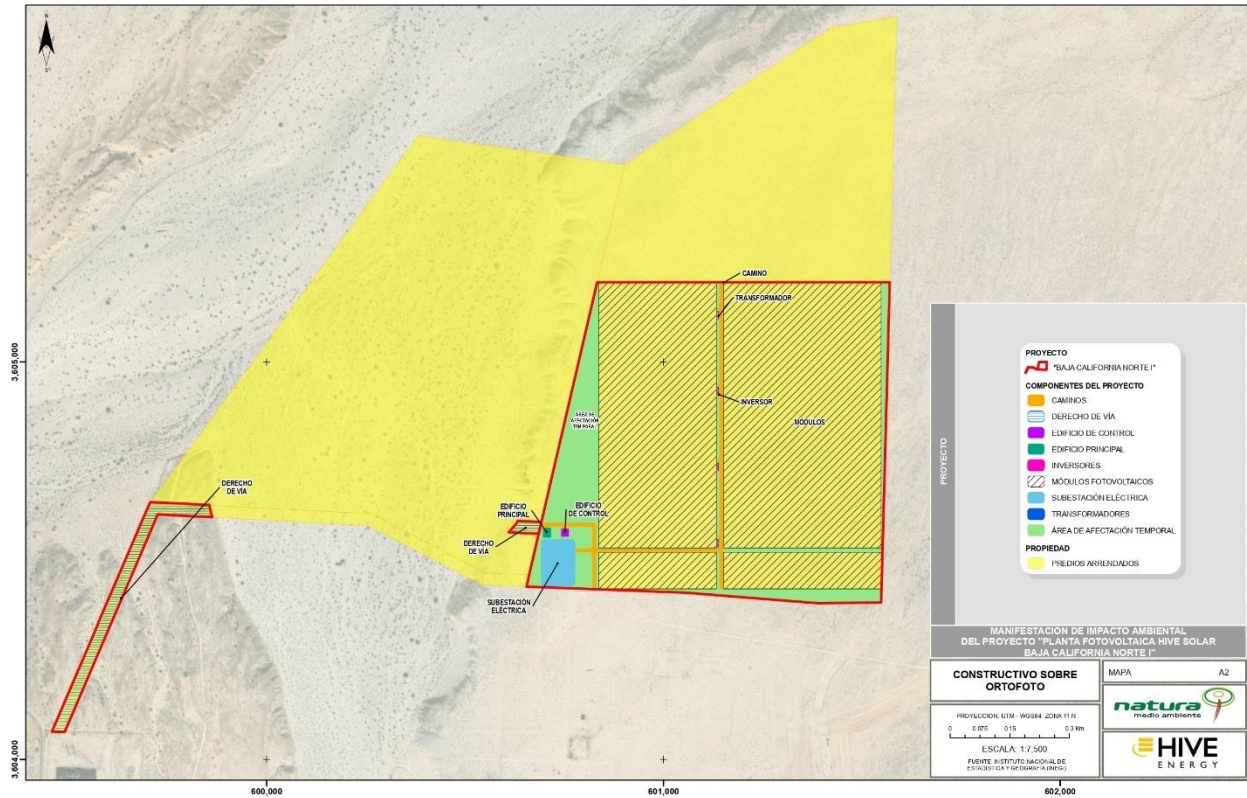 N
S
CAMINO
TRANSFORMADOR
INVERSOR
MÓDULOS
ÁREA DE
AFECTACIÓN
TEMPORAL
DERECHO
DE VÍA
EDIFICIO
PRINCIPAL
EDIFICIO
DE CONTROL
DERECHO
DE VÍA
SUBESTACIÓN
ELÉCTRICA
3,605,000
3,604,000
600,000
601,000
602,000
PROYECTO
PROYECTO
"BAJA CALIFORNIA NORTE I"
COMPONENTES DEL PROYECTO
CAMINOS
DERECHO DE VÍA
EDIFICIO DE CONTROL
EDIFICIO PRINCIPAL
INVERSORES
MÓDULOS FOTOVOLTAICOS
SUBESTACIÓN ELÉCTRICA
TRANSFORMADORES
ÁREA DE AFECTACIÓN TEMPORAL
PROPIEDAD
PREDIOS ARRENDADOS
MANIFESTACIÓN DE IMPACTO AMBIENTAL
DEL PROYECTO "PLANTA FOTOVOLTAICA HIVE SOLAR
BAJA CALIFORNIA NORTE I"
CONSTRUCTIVO SOBRE
ORTOFOTO
MAPA A2
PROYECCIÓN: UTM - WGS84 ZONA 11 N
0 0.075 0.15 0.3 Km
ESCALA: 1:7,500
FUENTE: INSTITUTO NACIONAL DE
ESTADÍSTICA Y GEOGRAFÍA (INEGI)
natura
medio ambiente
HIVE
ENERGY